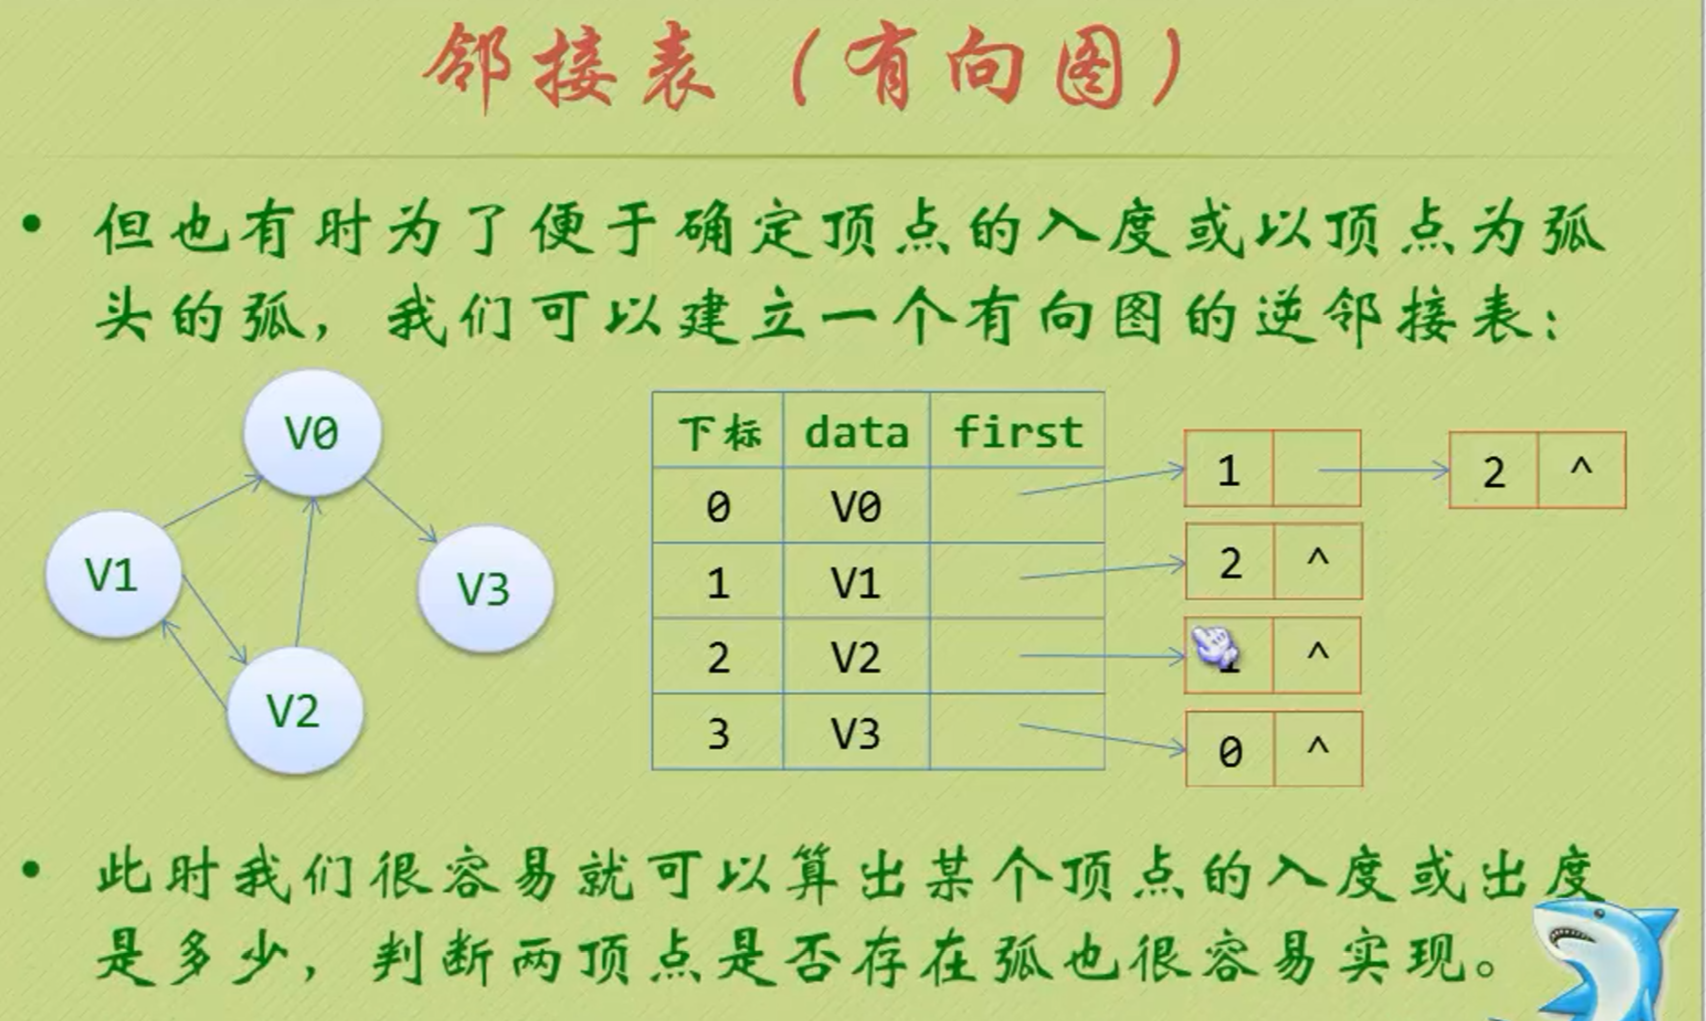 邻接表（有向图）
• 但也有时为了便于确定顶点的入度或以顶点为弧
头的弧，我们可以建立一个有向图的逆邻接表：
V0
V1
V3
V2
下标 data first
0 V0 1 2 ^
1 V1 2 ^
2 V2 ^
3 V3 0 ^
• 此时我们很容易就可以算出某个顶点的入度或出度
是多少，判断两顶点是否存在弧也很容易实现。